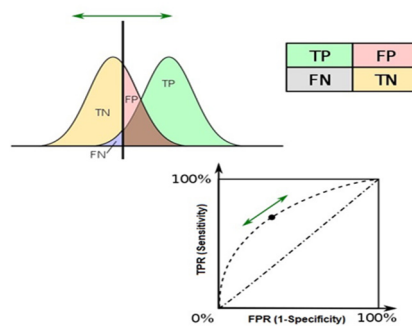 TP FP
FN TN
TN FP TP
FN
100%
TPR (Sensitivity)
0% FPR (1-Specificity) 100%